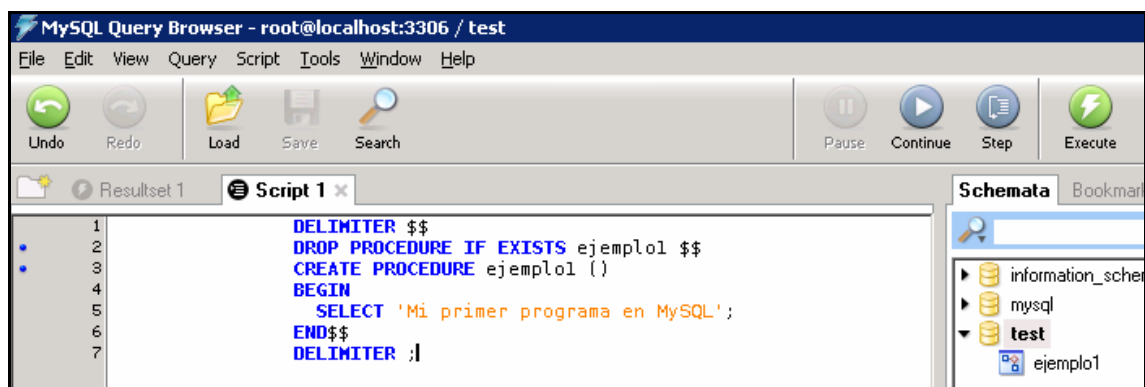 MySQL Query Browser - root@localhost:3306 / test
File Edit View Query Script Tools Window Help
Undo Redo Load Save Search Pause Continue Step Execute
Resultset 1 Script 1 Schemata Bookmar
1 DELIMITER $$
2 DROP PROCEDURE IF EXISTS ejemplo1 $$
3 CREATE PROCEDURE ejemplo1 ()
4 BEGIN
5 SELECT 'Mi primer programa en MySQL';
6 END$$
7 DELIMITER ;
information_scher
mysql
test
ejemplo1